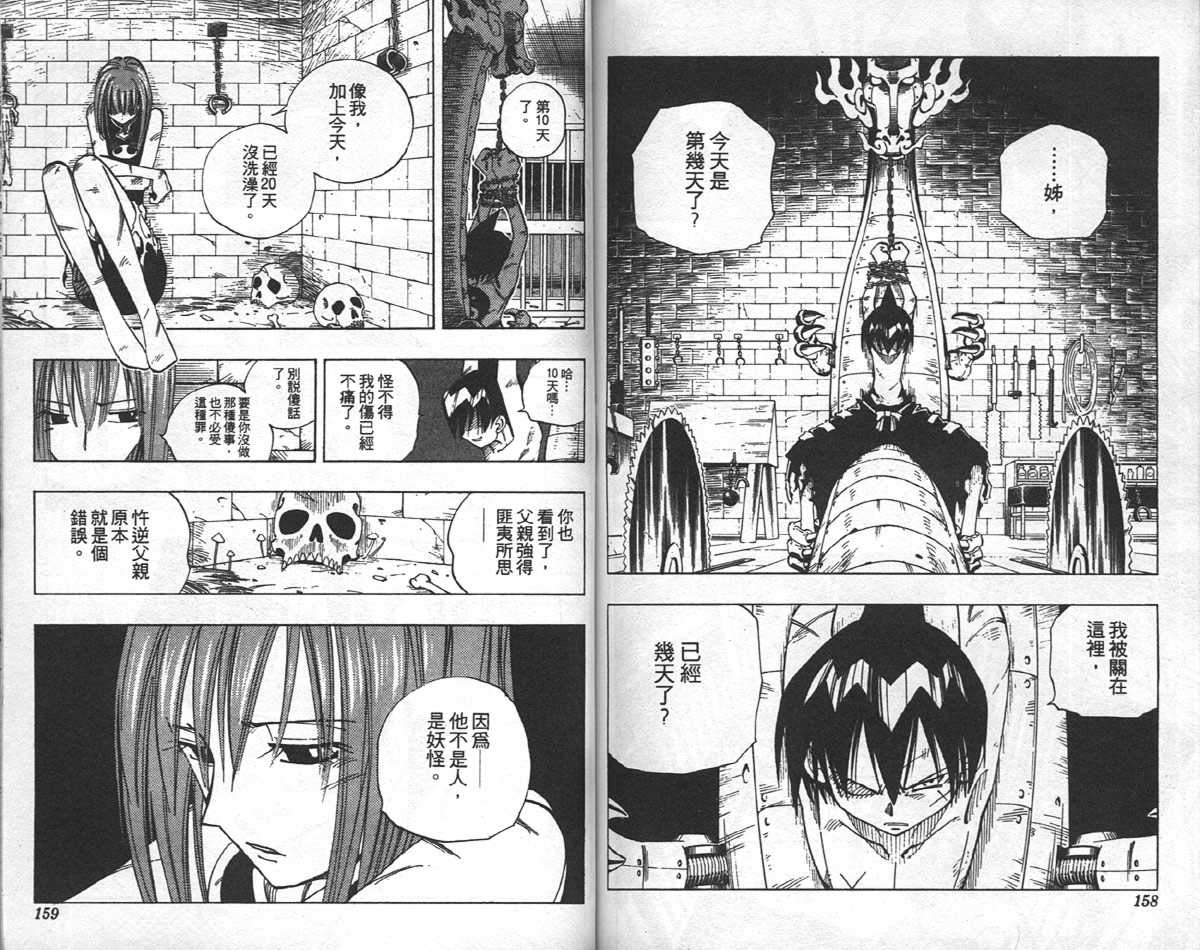 ……姊，
今天是
第幾天了？
我被關在
這裡，
已經
幾天了？
158
第10天
了。
像我，
加上今天，
已經20天
沒洗澡了。
哈…
10天嗎…
怪不得
我的傷已經
不痛了。
別說傻話
了。
要是你沒做
那種傻事，
也不必受
這種罪。
你也
看到了，
父親強得
匪夷所思
——
忤逆父親
原本
就是個
錯誤。
因爲
——
他不是人，
是妖怪。
159